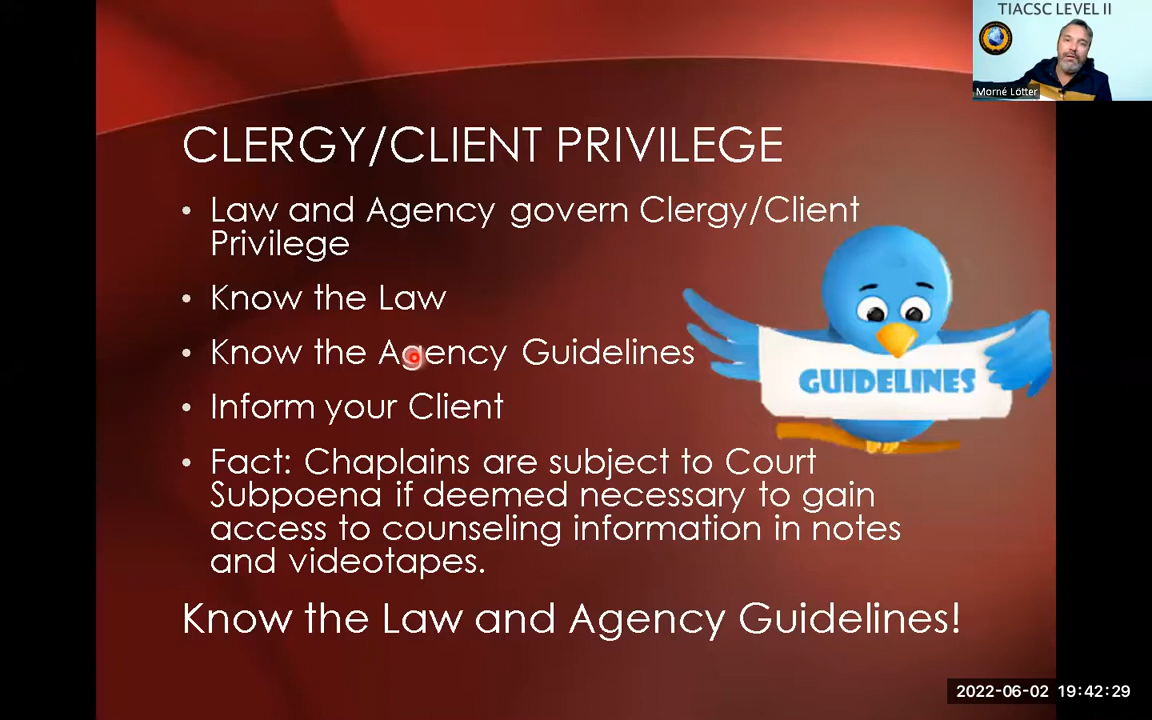 TIACSC LEVEL II
Morné Lötter
CLERGY/CLIENT PRIVILEGE
• Law and Agency govern Clergy/Client
Privilege
• Know the Law
• Know the Agency Guidelines
• Inform your Client
• Fact: Chaplains are subject to Court
Subpoena if deemed necessary to gain
access to counseling information in notes
and videotapes.
Know the Law and Agency Guidelines!
GUIDELINES
2022-06-02 19:42:29